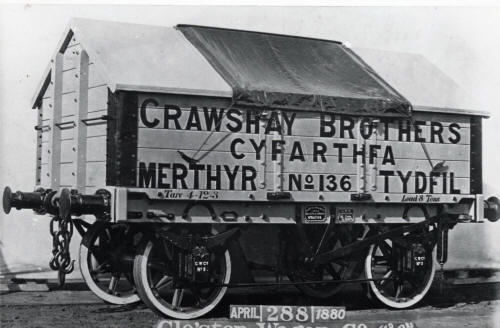 CRAWSHAY BROTHERS
CYFARTHFA
MERTHYR No 136 TYDFIL
Tare 4-12-3 Load 8 Tons
APRIL 288 1880